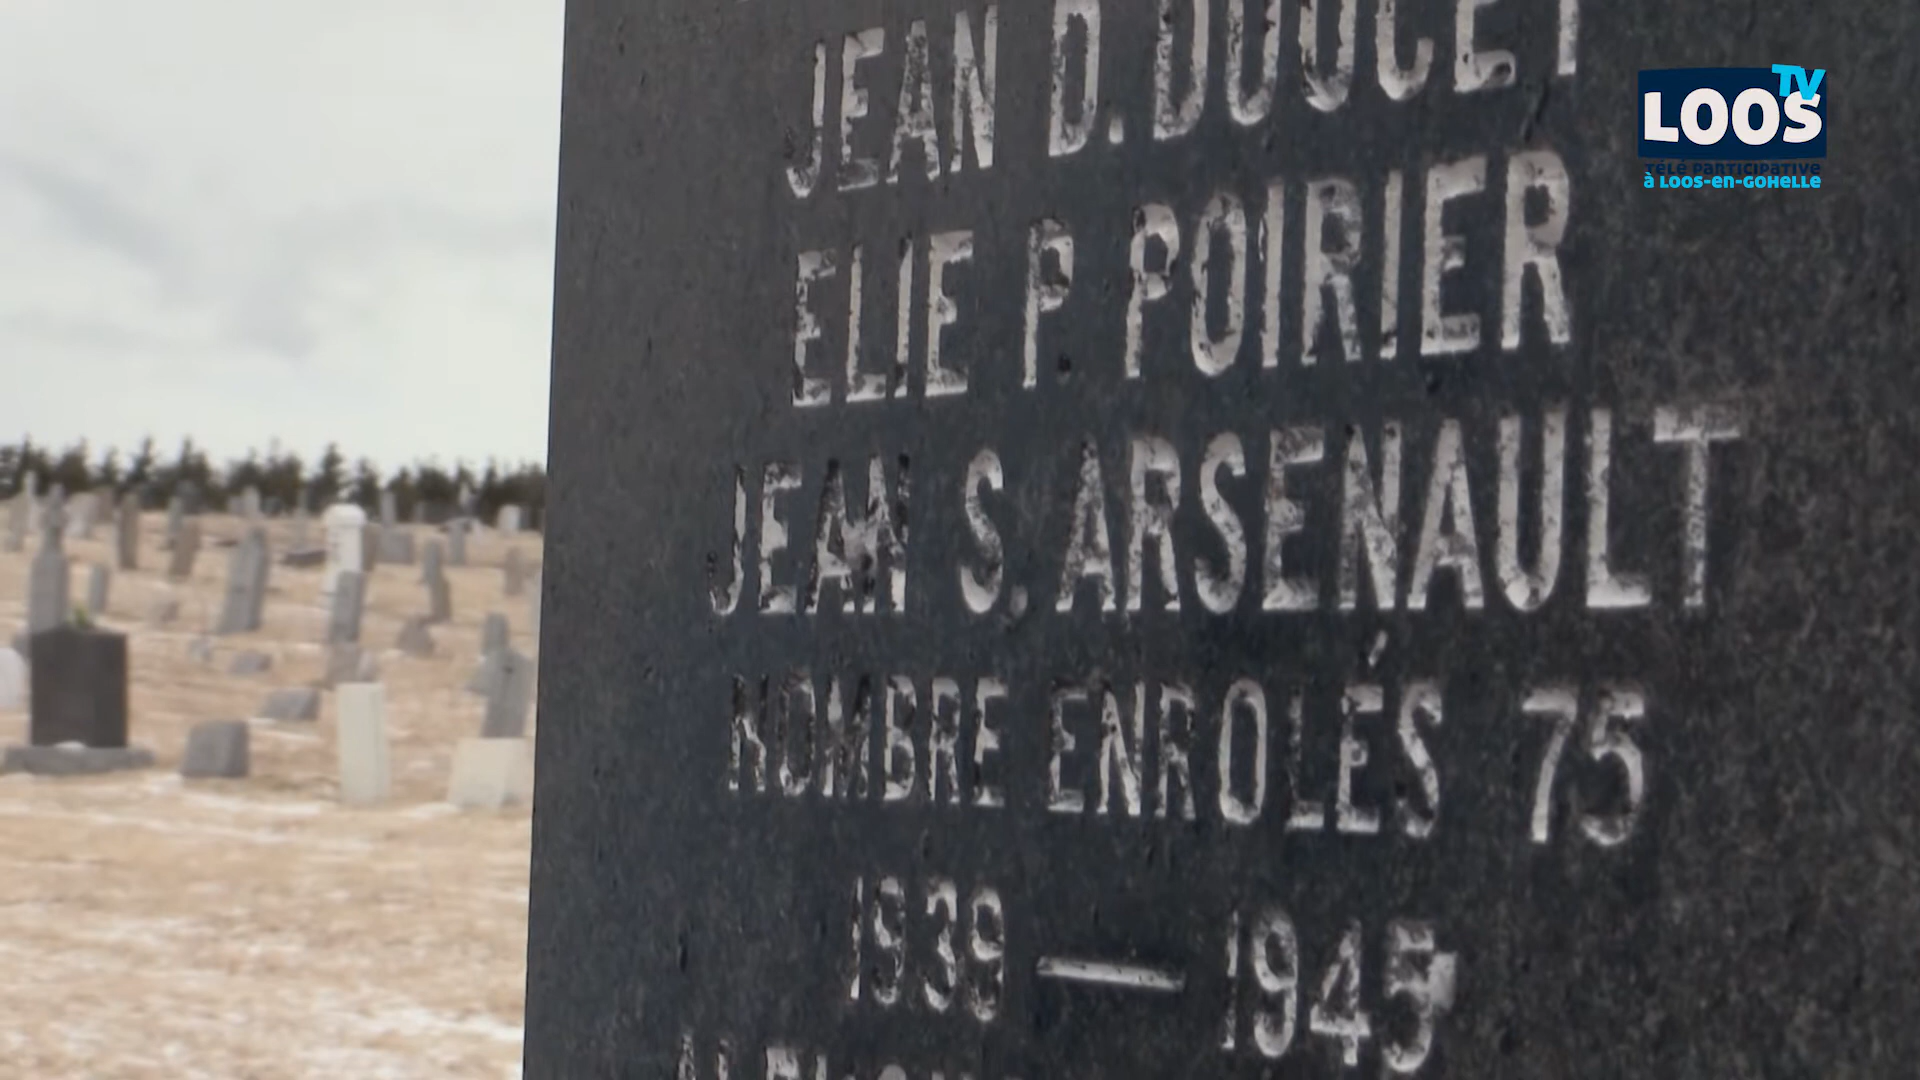 JEAN D. DOUCET
ELIE P. POIRIER
JEAN S. ARSENAULT
NOMBRE ENROLÉS 75
1939 — 1945
TV
LOOS
TÉLÉ PARTICIPATIVE
à LOOS-en-GOHELLE